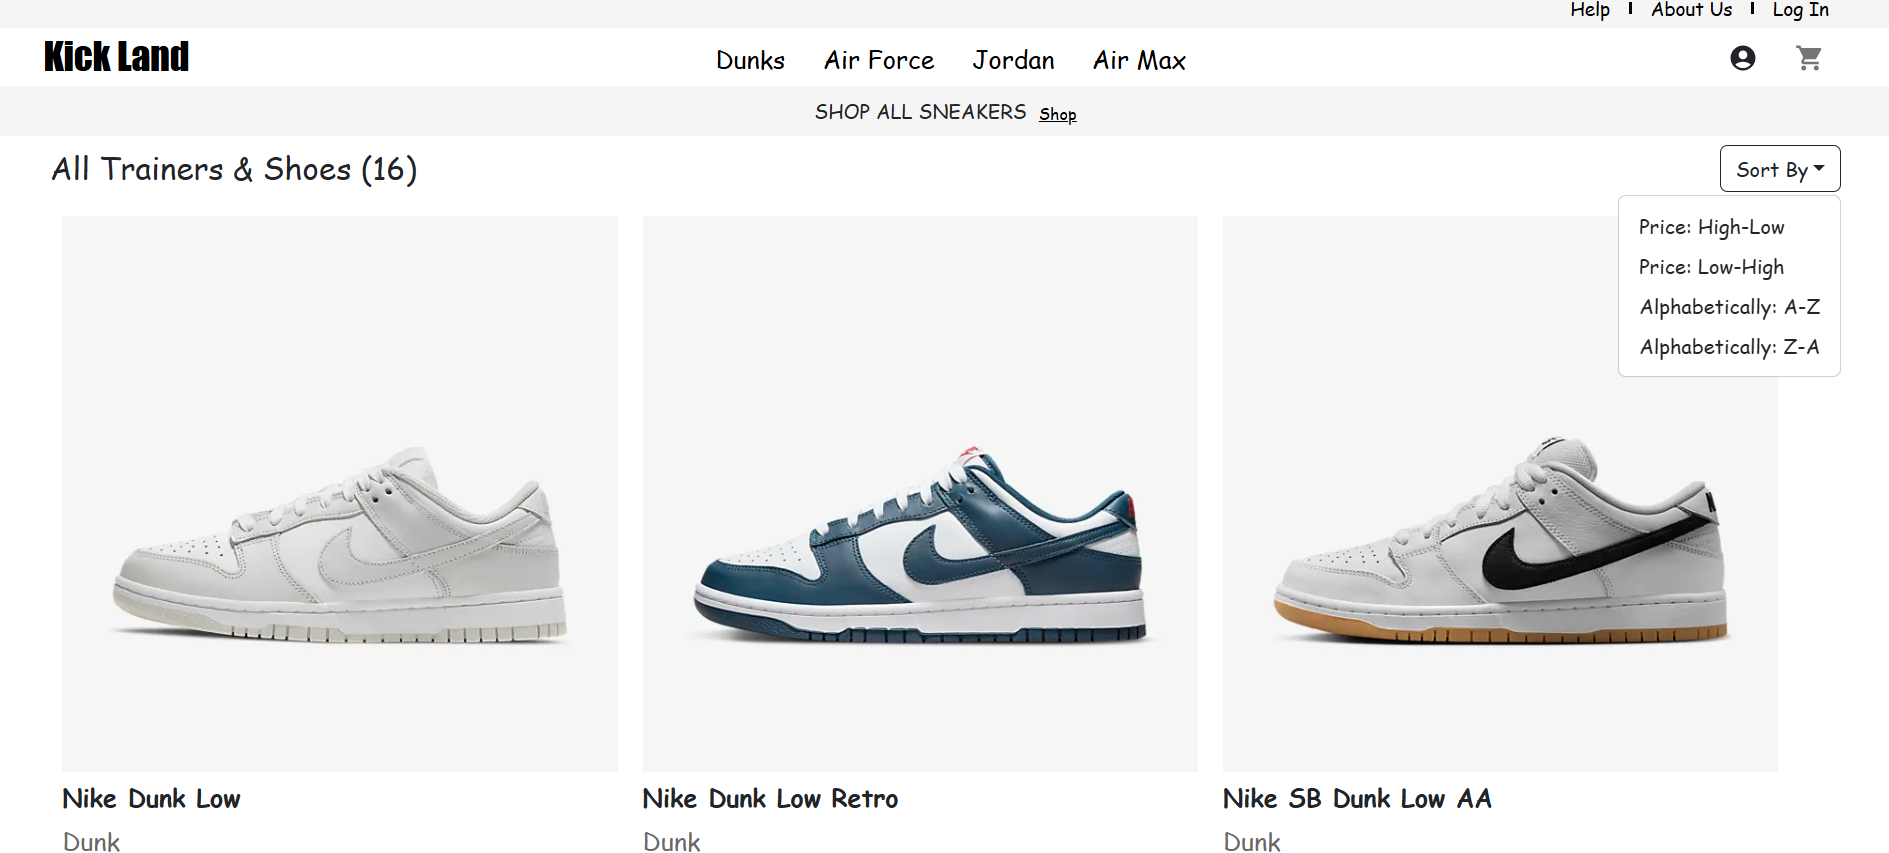 Help | About Us | Log In
Kick Land
Dunks Air Force Jordan Air Max
SHOP ALL SNEAKERS Shop
All Trainers & Shoes (16)
Sort By
Price: High-Low
Price: Low-High
Alphabetically: A-Z
Alphabetically: Z-A
Nike Dunk Low
Dunk
Nike Dunk Low Retro
Dunk
Nike SB Dunk Low AA
Dunk